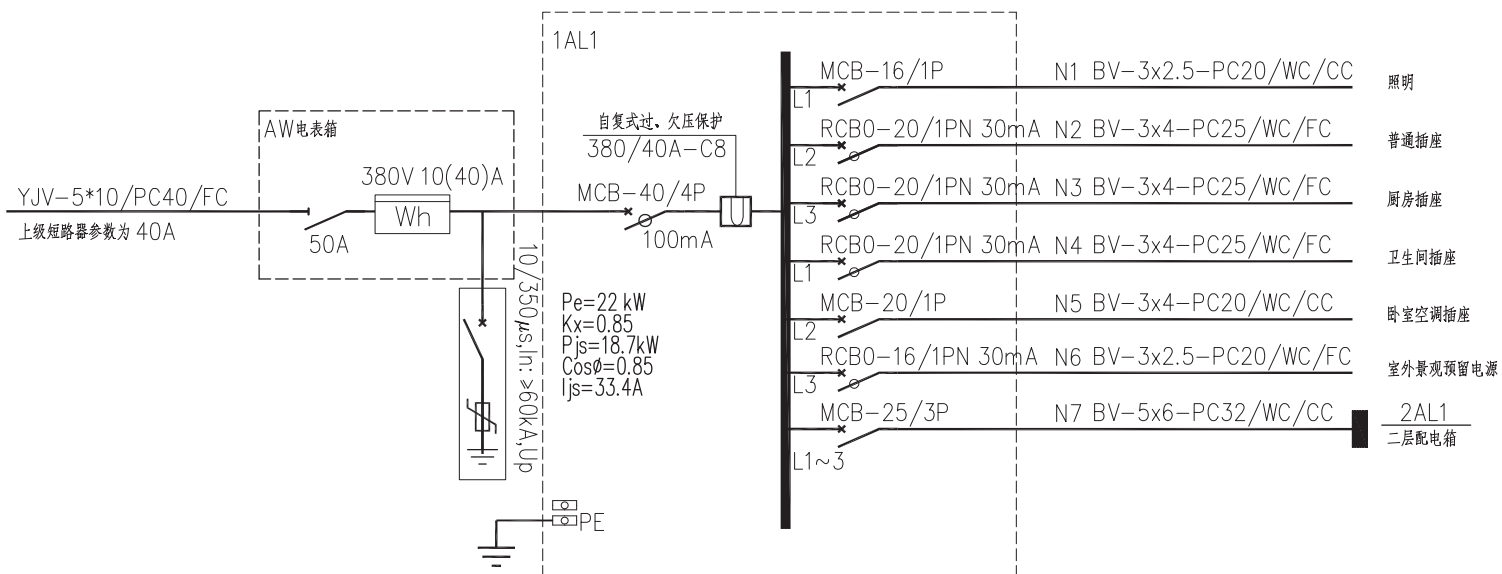 1AL1
AW电表箱
380V 10(40)A
Wh
50A
YJV-5*10/PC40/FC
上级短路器参数为 40A
10/350μs,In: >60kA,Up
自复式过、欠压保护
380/40A-C8
MCB-40/4P
100mA
U
Pe=22 kW
Kx=0.85
Pjs=18.7kW
CosØ=0.85
Ijs=33.4A
PE
MCB-16/1P N1 BV-3x2.5-PC20/WC/CC 照明
L1
RCBO-20/1PN 30mA N2 BV-3x4-PC25/WC/FC 普通插座
L2
RCBO-20/1PN 30mA N3 BV-3x4-PC25/WC/FC 厨房插座
L3
RCBO-20/1PN 30mA N4 BV-3x4-PC25/WC/FC 卫生间插座
L1
MCB-20/1P N5 BV-3x4-PC20/WC/CC 卧室空调插座
L2
RCBO-16/1PN 30mA N6 BV-3x2.5-PC20/WC/FC 室外景观预留电源
L3
MCB-25/3P N7 BV-5x6-PC32/WC/CC 2AL1
二层配电箱
L1~3